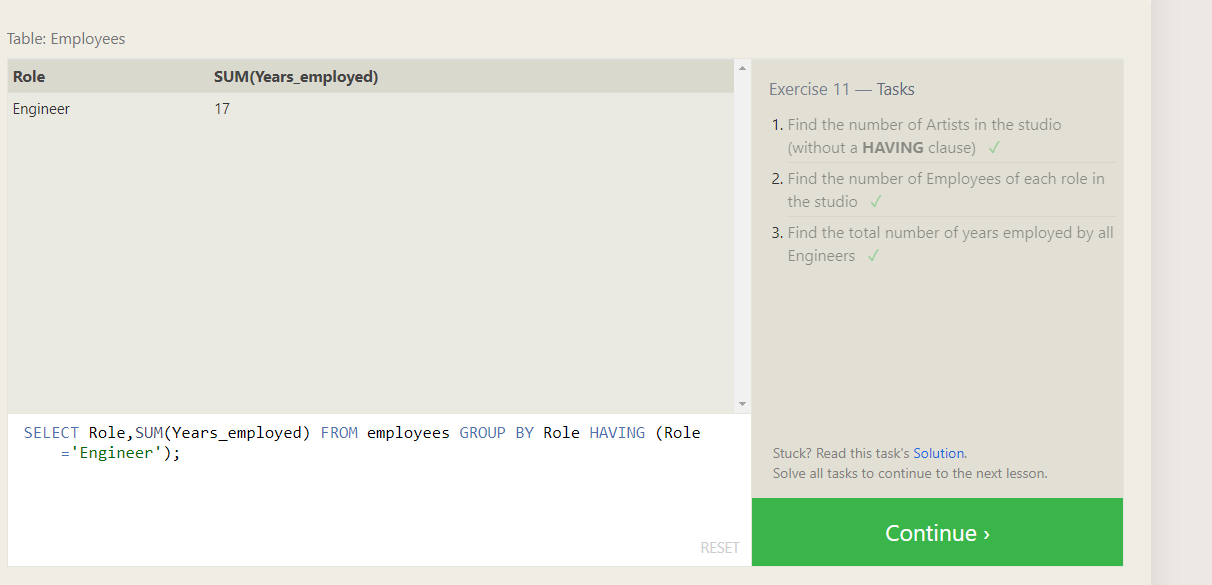 Table: Employees
Role SUM(Years_employed)
Engineer 17
SELECT Role,SUM(Years_employed) FROM employees GROUP BY Role HAVING (Role
='Engineer');
RESET
Exercise 11 — Tasks
1. Find the number of Artists in the studio
(without a HAVING clause) ✓
2. Find the number of Employees of each role in
the studio ✓
3. Find the total number of years employed by all
Engineers ✓
Stuck? Read this task's Solution.
Solve all tasks to continue to the next lesson.
Continue ›